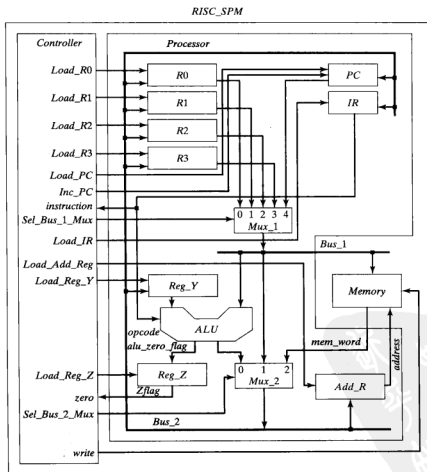 RISC_SPM
Controller
Processor
Load_R0
R0
PC
Load_R1
R1
IR
Load_R2
R2
Load_R3
R3
Load_PC
Inc_PC
instruction
0 1 2 3 4
Sel_Bus_1_Mux
Mux_1
Load_IR
Bus_1
Load_Add_Reg
Load_Reg_Y
Reg_Y
Memory
opcode
ALU
alu_zero_flag
mem_word
address
Load_Reg_Z
Reg_Z
0 1 2
Mux_2
Add_R
zero
Zflag
Sel_Bus_2_Mux
Bus_2
write